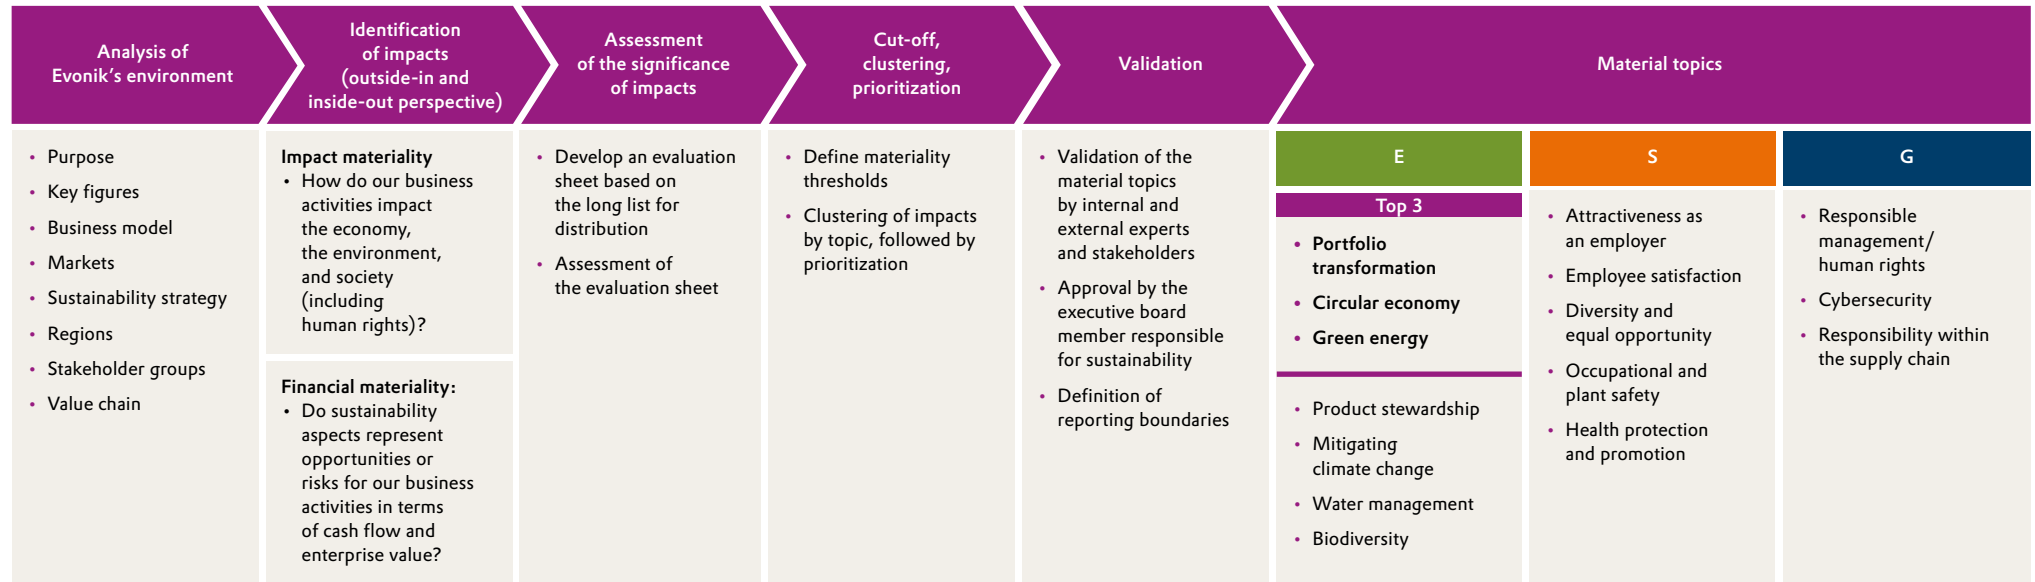 Analysis of
Evonik's environment
Identification
of impacts
(outside-in and
inside-out perspective)
Assessment
of the significance
of impacts
Cut-off,
clustering,
prioritization
Validation
Material topics
• Purpose
• Key figures
• Business model
• Markets
• Sustainability strategy
• Regions
• Stakeholder groups
• Value chain
Impact materiality
• How do our business
activities impact
the economy,
the environment,
and society
(including
human rights)?
Financial materiality:
• Do sustainability
aspects represent
opportunities or
risks for our business
activities in terms
of cash flow and
enterprise value?
• Develop an evaluation
sheet based on
the long list for
distribution
• Assessment of
the evaluation sheet
• Define materiality
thresholds
• Clustering of impacts
by topic, followed by
prioritization
• Validation of the
material topics
by internal and
external experts
and stakeholders
• Approval by the
executive board
member responsible
for sustainability
• Definition of
reporting boundaries
E
Top 3
• Portfolio
transformation
• Circular economy
• Green energy
• Product stewardship
• Mitigating
climate change
• Water management
• Biodiversity
S
• Attractiveness as
an employer
• Employee satisfaction
• Diversity and
equal opportunity
• Occupational and
plant safety
• Health protection
and promotion
G
• Responsible
management/
human rights
• Cybersecurity
• Responsibility within
the supply chain